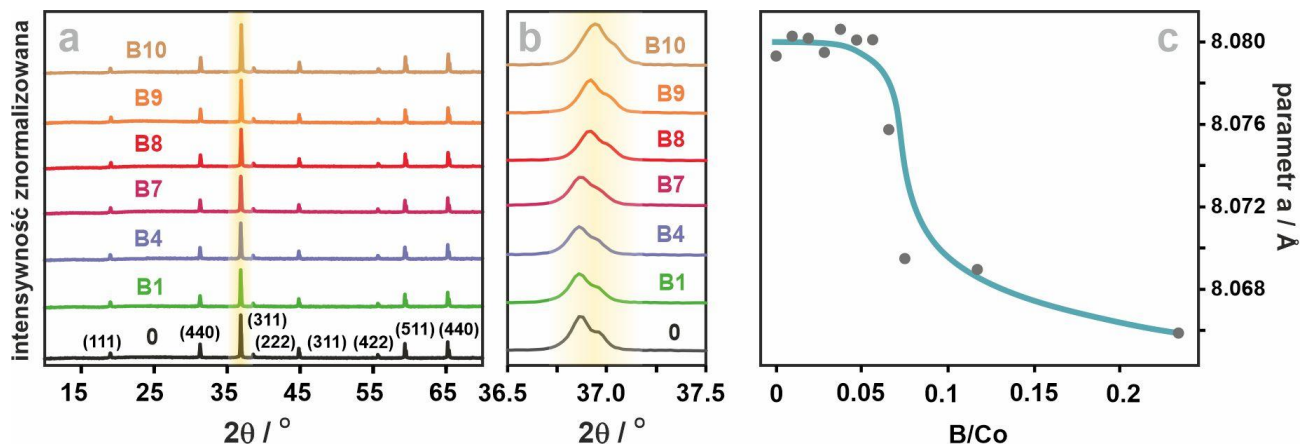 a
intensywność znormalizowana
B10
B9
B8
B7
B4
B1
0
(111)
(440)
(311)
(222)
(311)
(422)
(511)
(440)
15
25
35
45
55
65
2θ / °
b
B10
B9
B8
B7
B4
B1
0
36.5
37.0
37.5
2θ / °
c
8.080
8.076
8.072
8.068
parametr a / Å
0
0.05
0.1
0.15
0.2
B/Co